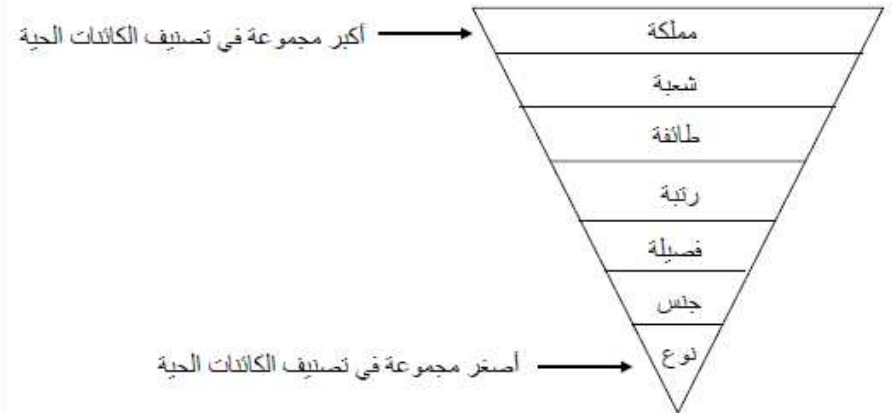 مملكة
أكبر مجموعة في تصنيف الكائنات الحية
شعبة
طائفة
رتبة
فصيلة
جنس
نوع
أصغر مجموعة في تصنيف الكائنات الحية